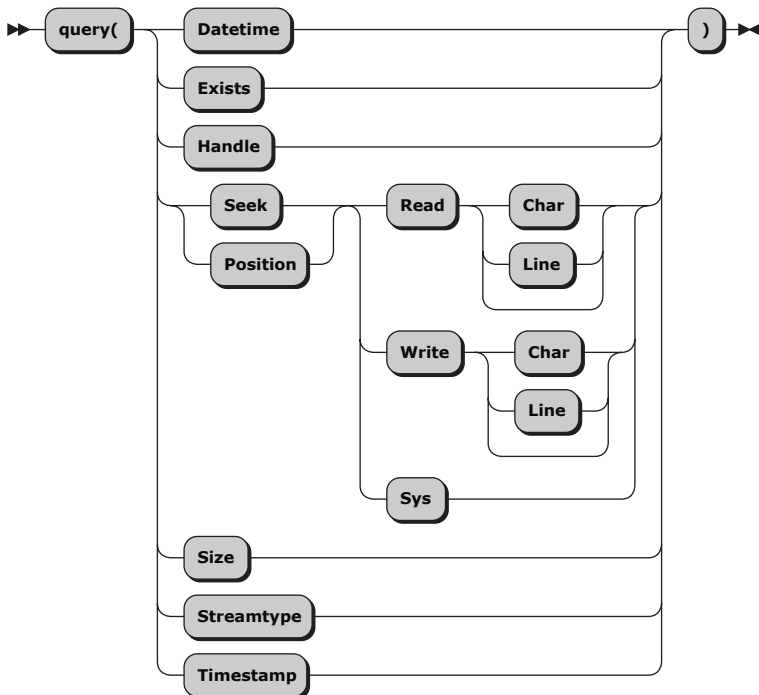 query( Datetime )
Exists
Handle
Seek Read Char
Position Line
Write Char
Line
Sys
Size
Streamtype
Timestamp